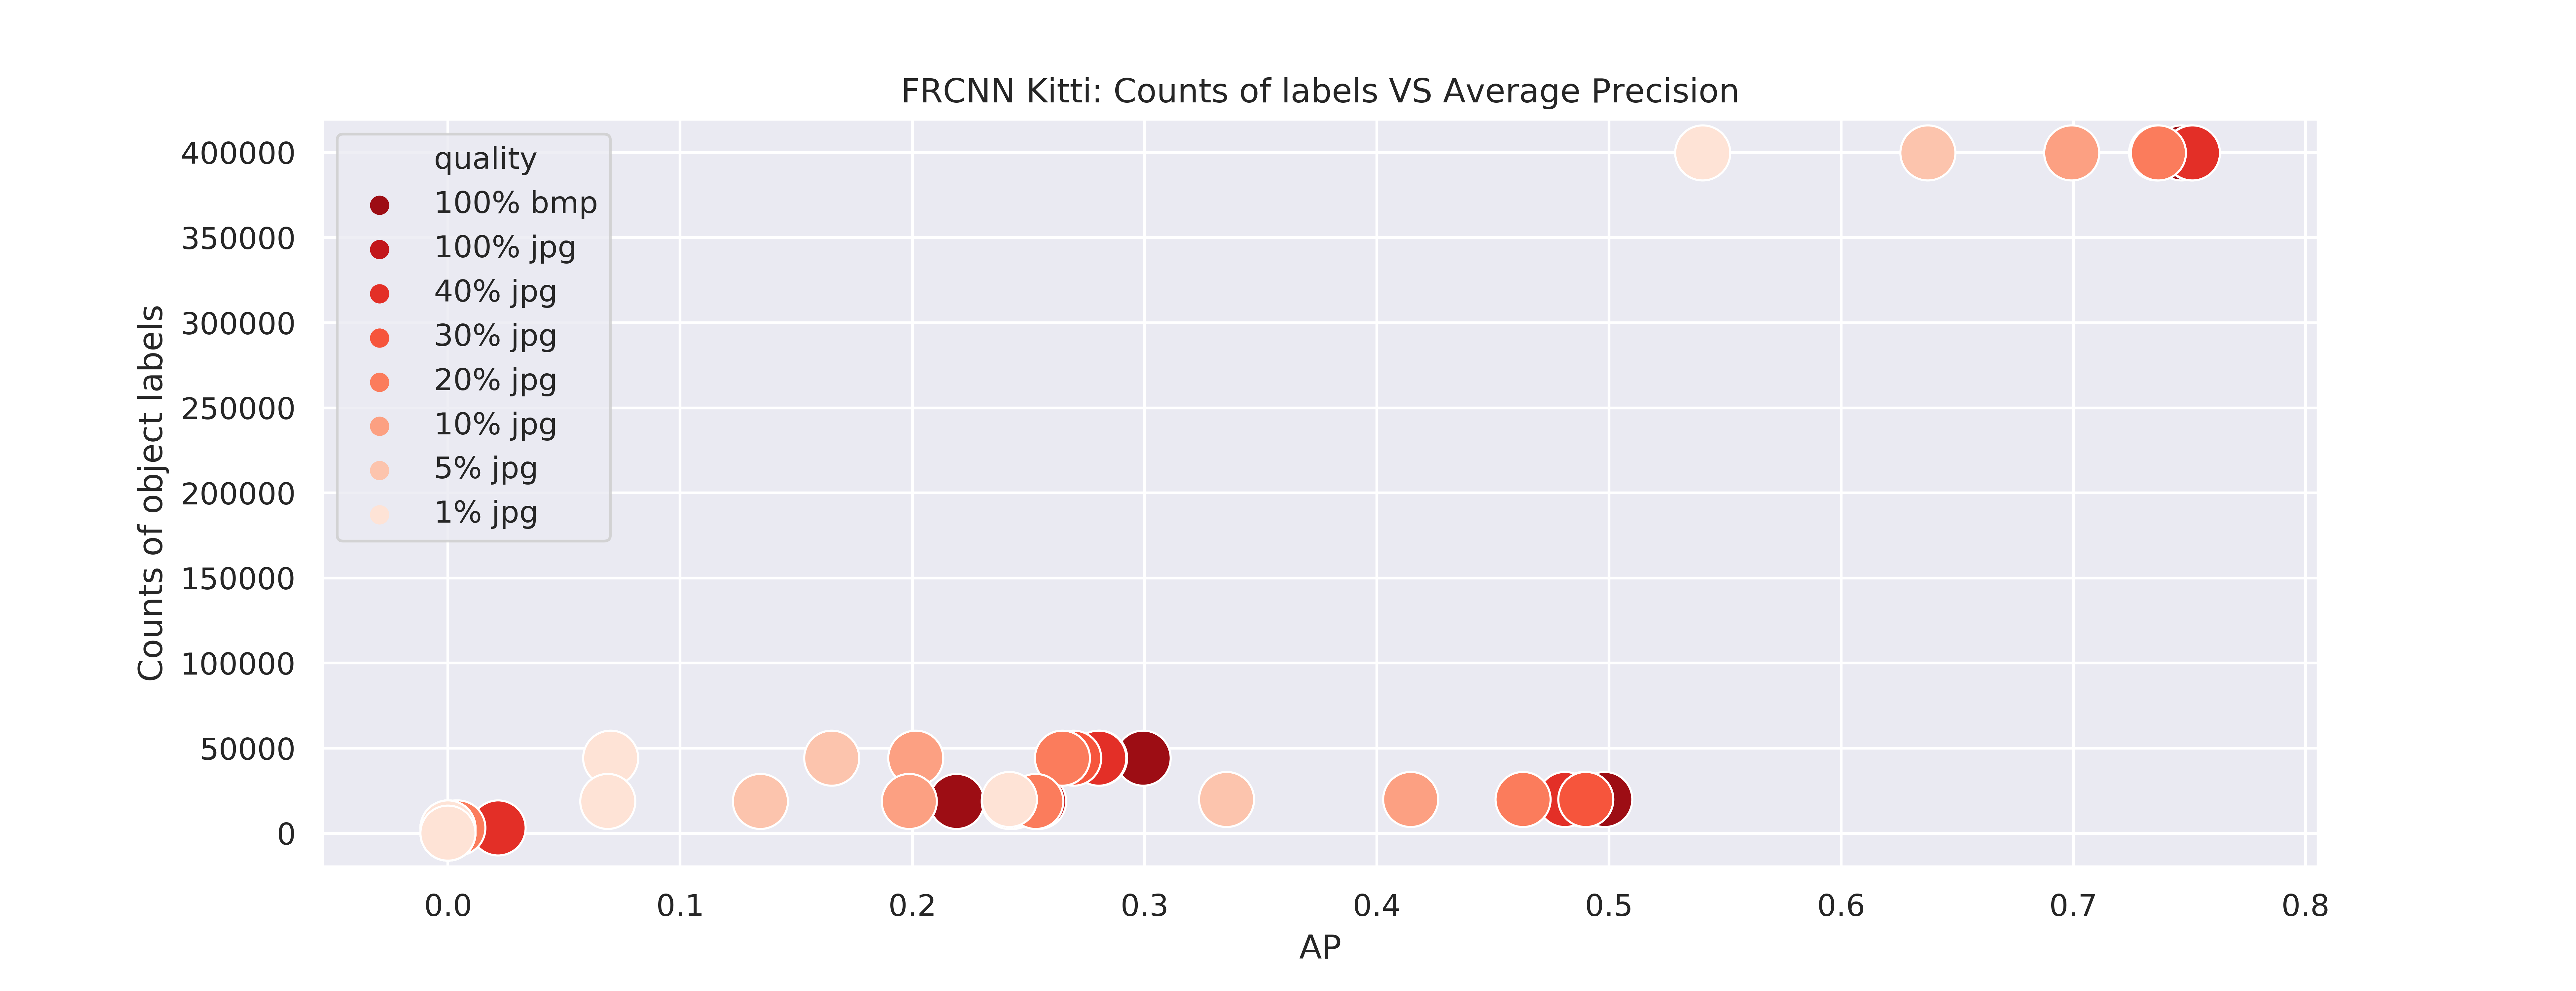 FRCNN Kitti: Counts of labels VS Average Precision
Counts of object labels
400000
350000
300000
250000
200000
150000
100000
50000
0
quality
100% bmp
100% jpg
40% jpg
30% jpg
20% jpg
10% jpg
5% jpg
1% jpg
0.0 0.1 0.2 0.3 0.4 0.5 0.6 0.7 0.8
AP